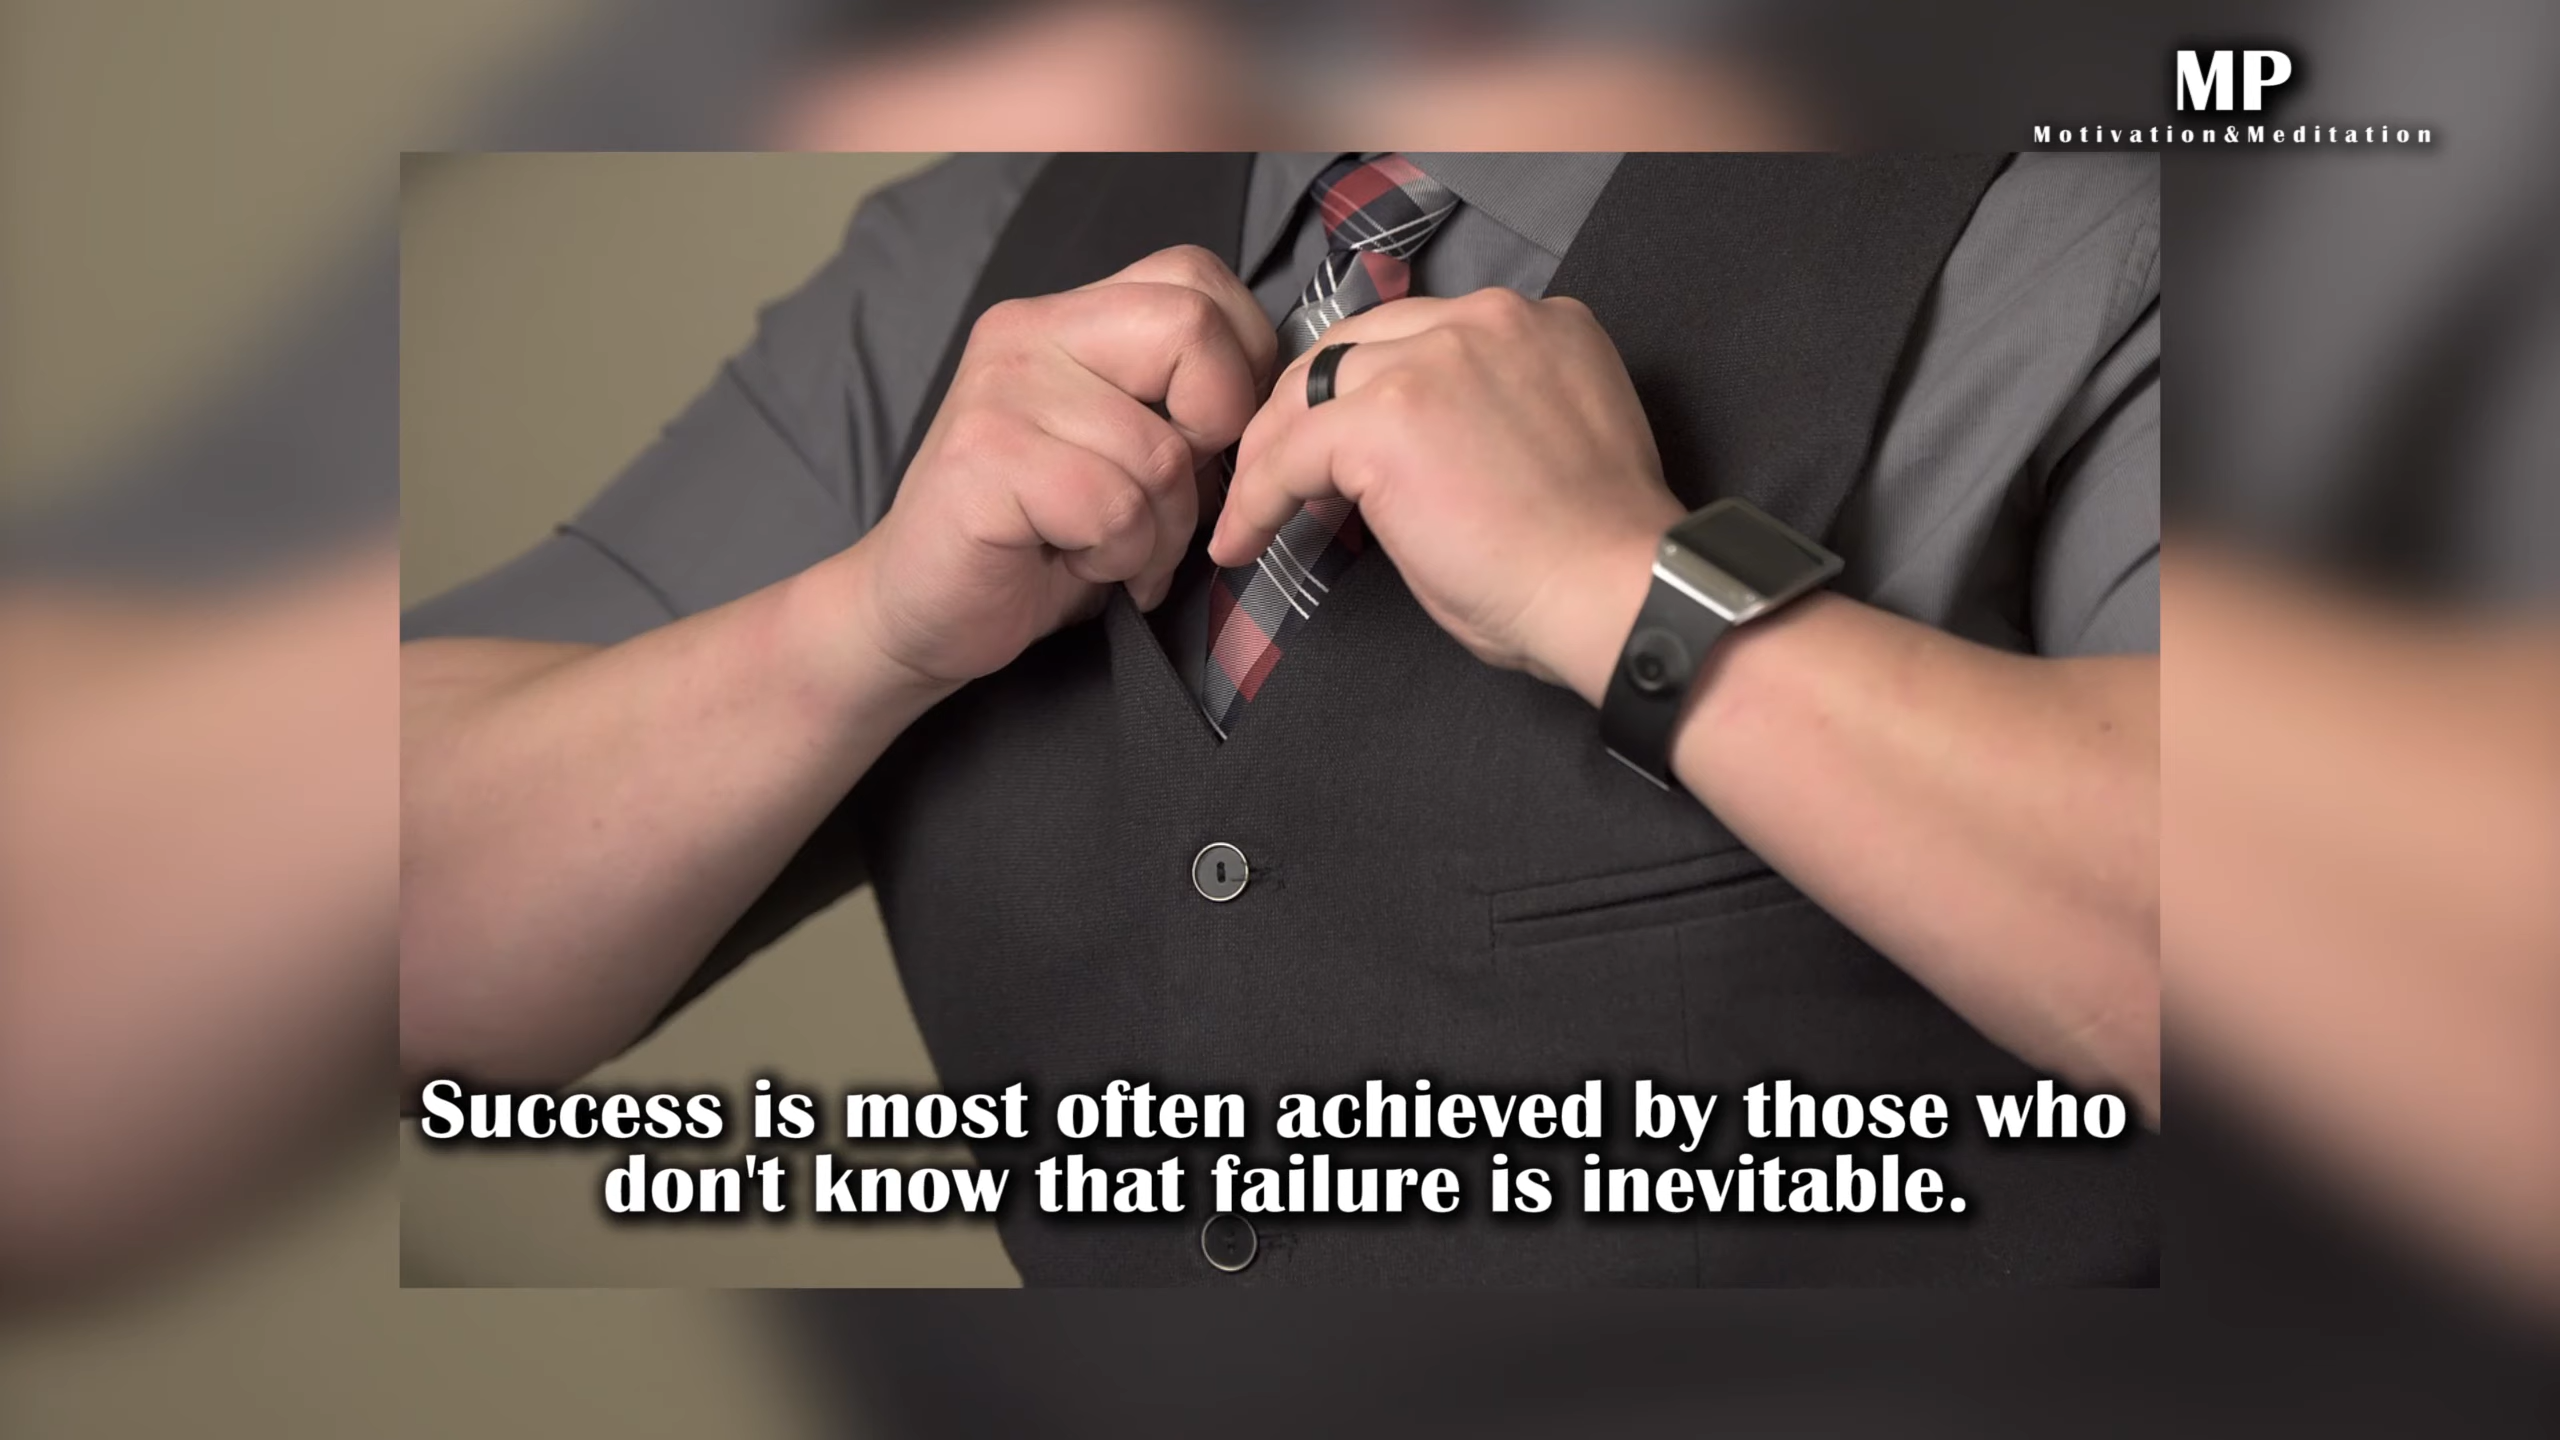 MP
Motivation&Meditation
Success is most often achieved by those who
don't know that failure is inevitable.